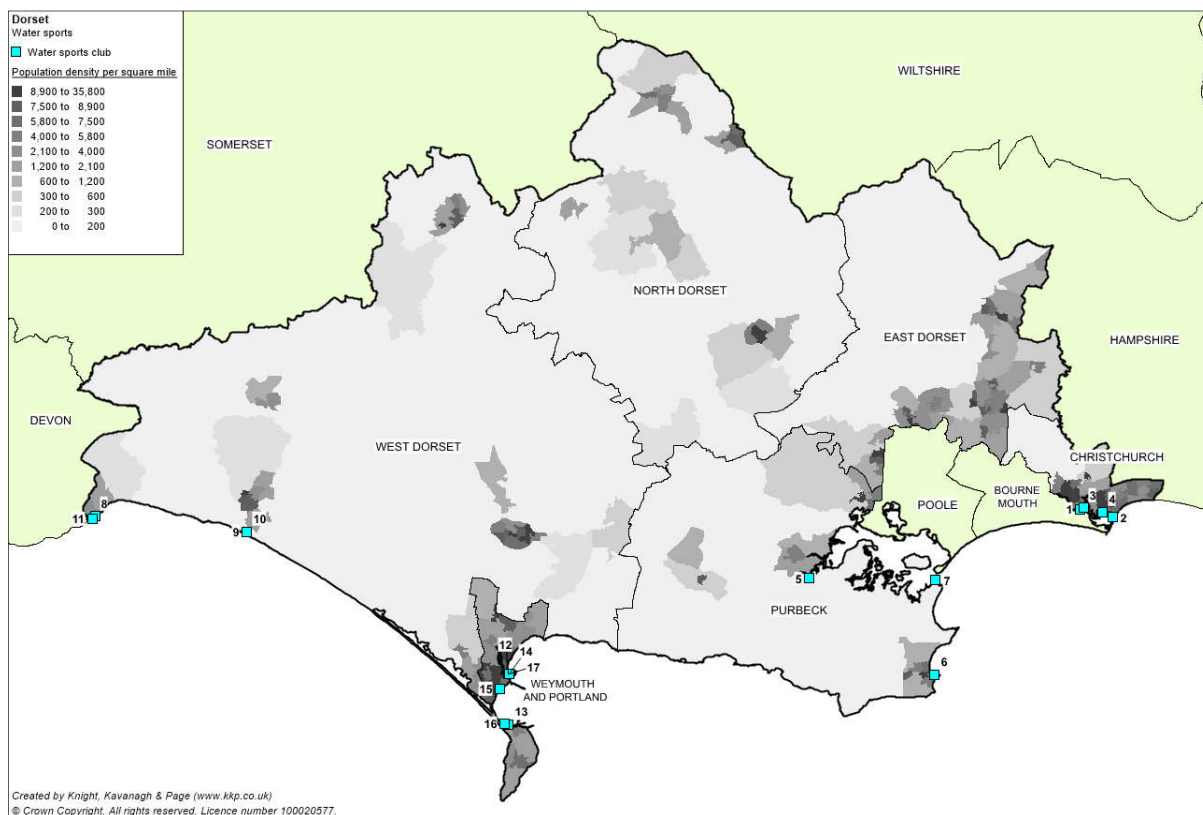 Dorset
Water sports
Water sports club
Population density per square mile
8,900 to 35,800
7,500 to 8,900
5,800 to 7,500
4,000 to 5,800
2,100 to 4,000
1,200 to 2,100
600 to 1,200
300 to 600
200 to 300
0 to 200
WILTSHIRE
SOMERSET
NORTH DORSET
EAST DORSET
HAMPSHIRE
DEVON
WEST DORSET
CHRISTCHURCH
BOURNE
MOUTH
POOLE
3
4
1
2
8
11
10
9
5
7
PURBECK
12
14
17
6
15
WEYMOUTH
AND PORTLAND
13
16
Created by Knight, Kavanagh & Page (www.kkp.co.uk)
© Crown Copyright. All rights reserved. Licence number 100020577.